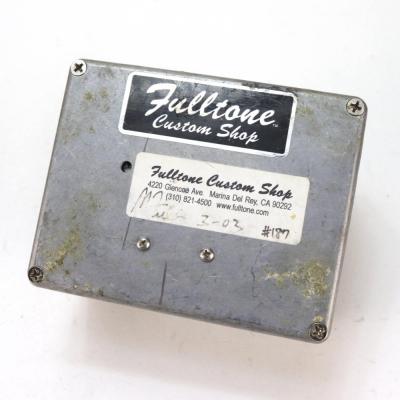 Fulltone™
Custom Shop
Fulltone Custom Shop
4220 Glencoe Ave. Marina Del Rey, CA 90292
(310) 821-4500 www.fulltone.com
3-03
#187